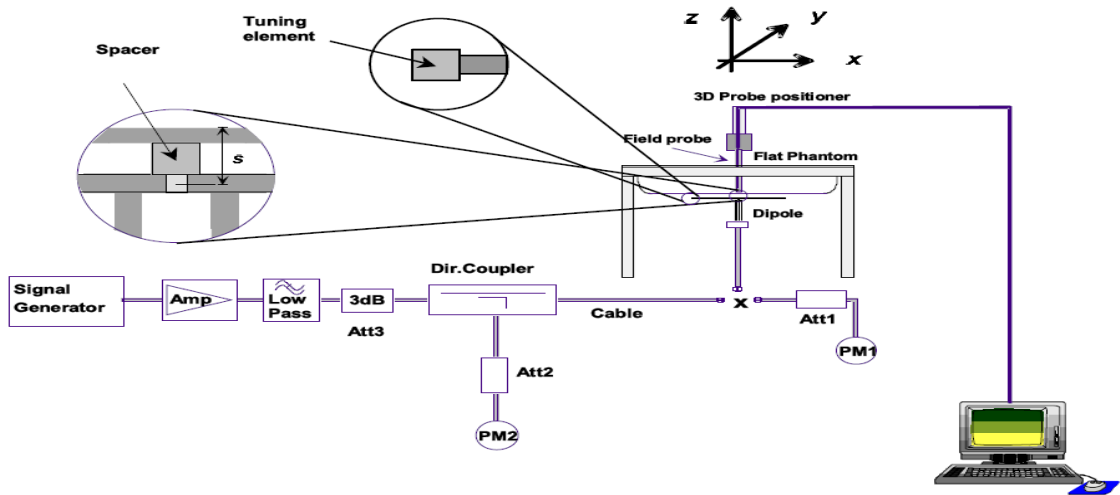 Tuning
element
Spacer
s
z
y
x
3D Probe positioner
Field probe
Flat Phantom
Dipole
Dir.Coupler
Signal
Generator
Amp
Low
Pass
3dB
Att3
Cable
x
Att1
PM1
Att2
PM2